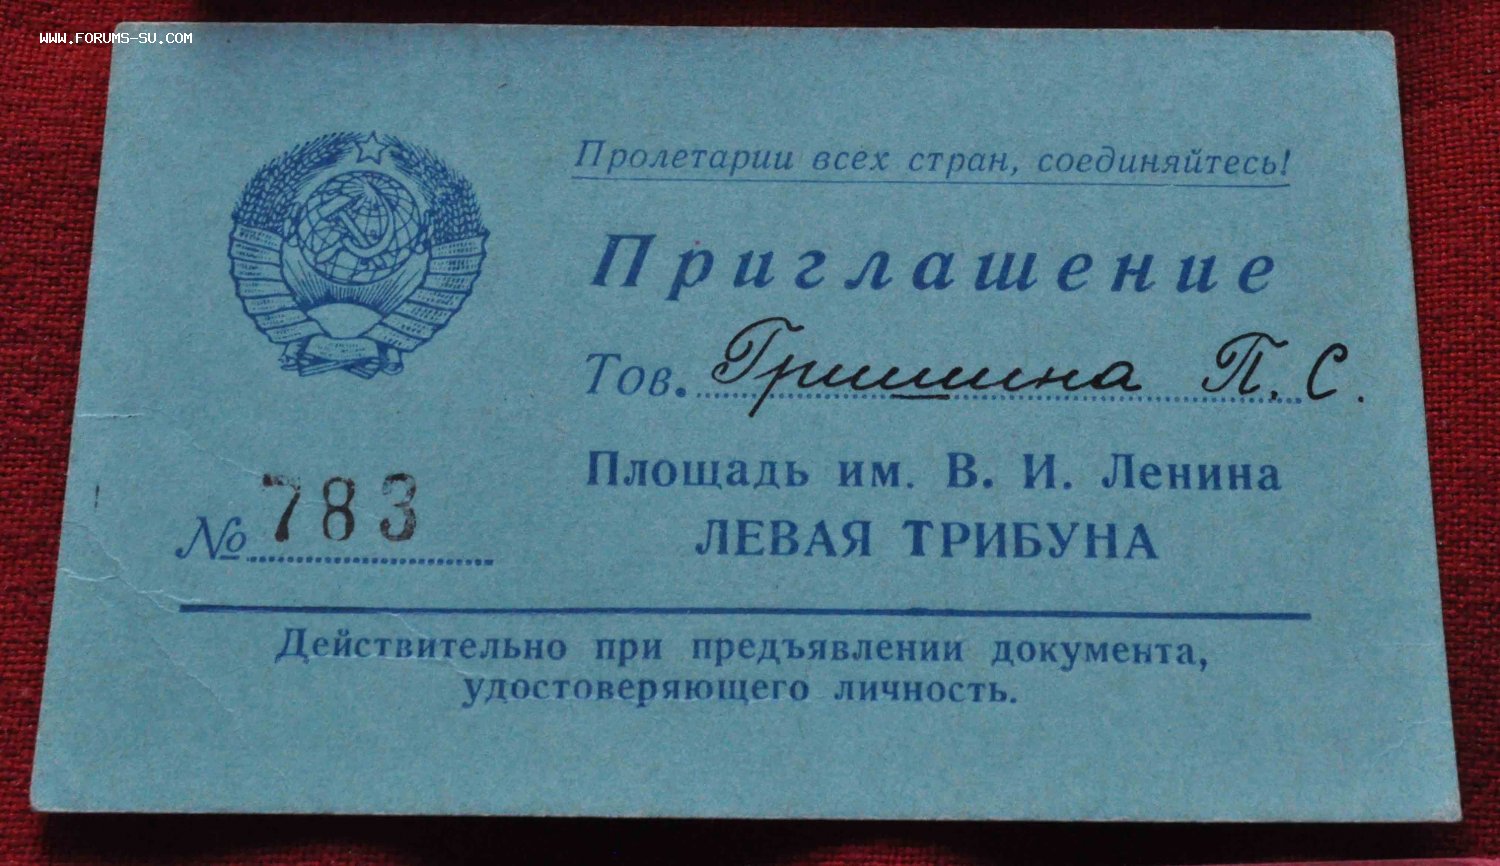 WWW.FORUMS-SU.COM
Пролетарии всех стран, соединяйтесь!
Приглашение
Тов. Гришина П. С.
Площадь им. В. И. Ленина
ЛЕВАЯ ТРИБУНА
№ 783
Действительно при предъявлении документа,
удостоверяющего личность.